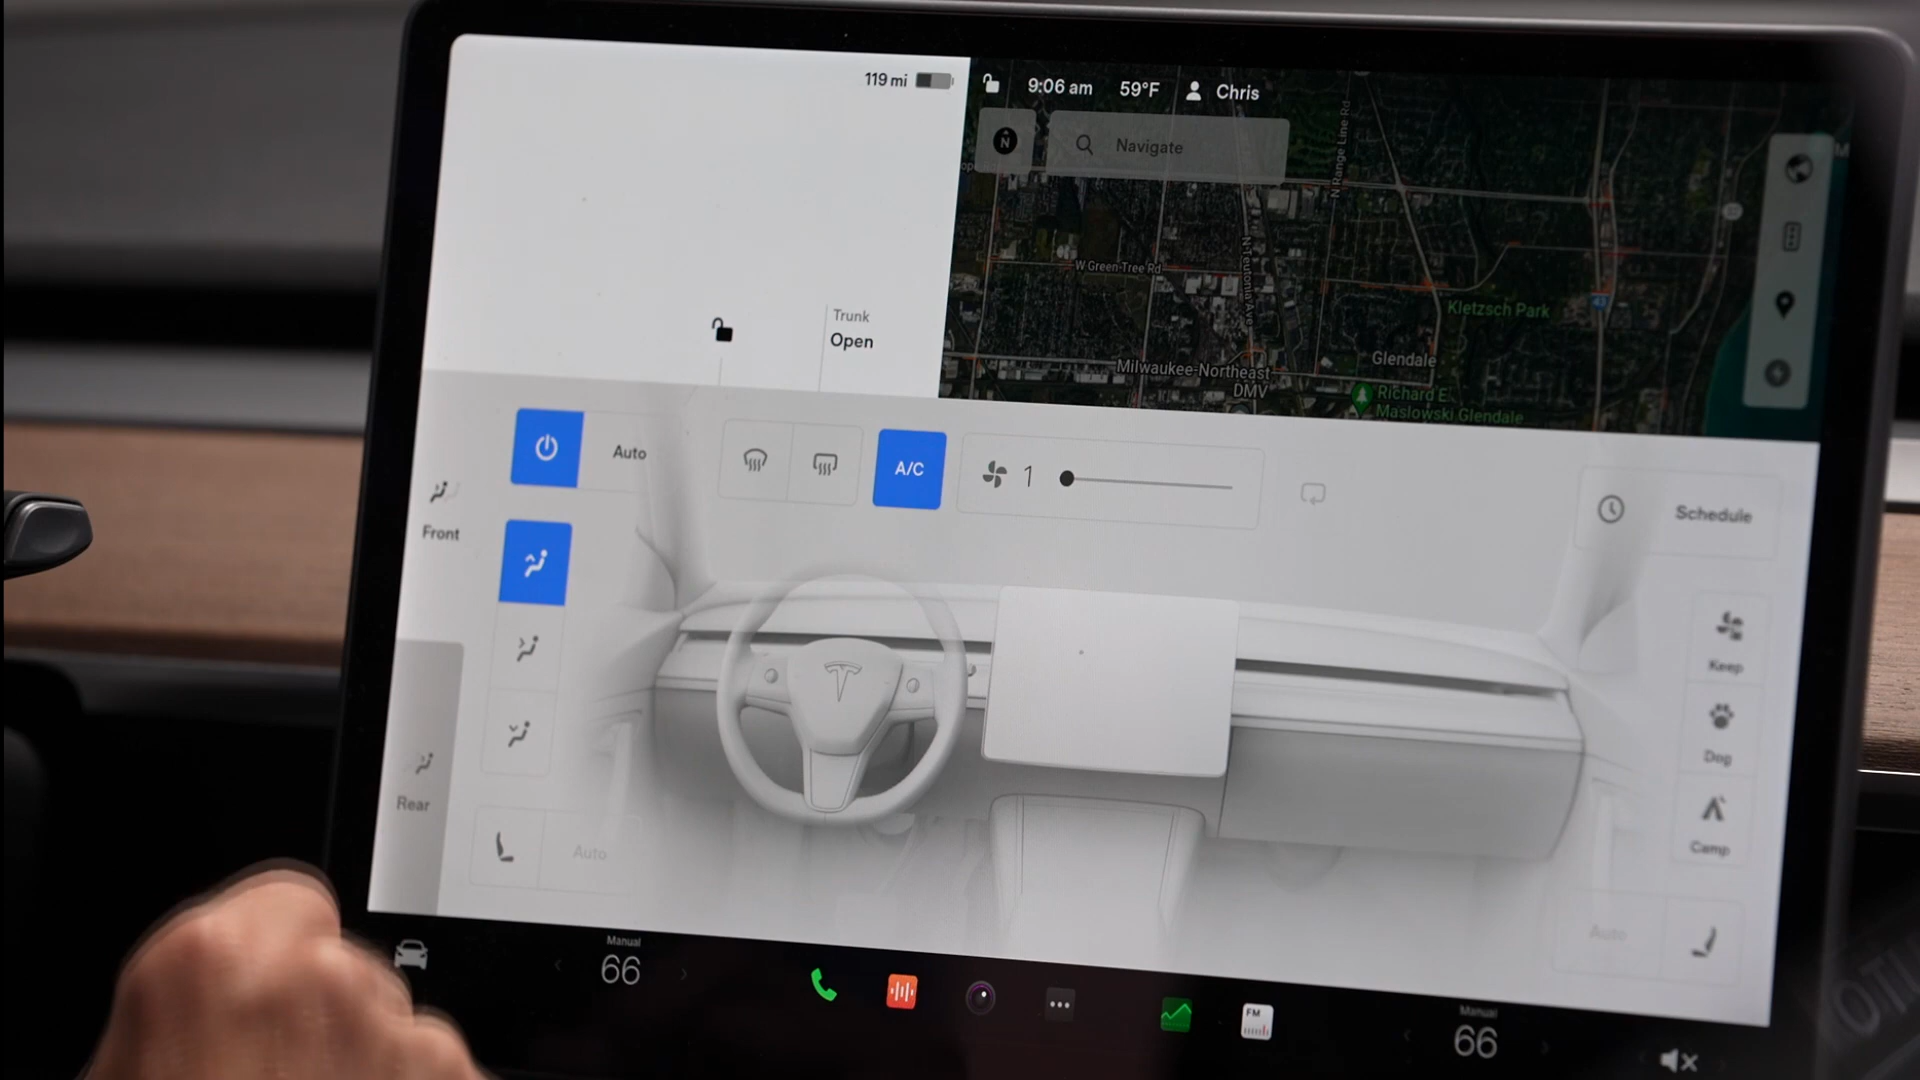 119 mi
9:06 am
59°F
Chris
N
Navigate
N Range Line Rd
W Green Tree Rd
N Teutonia Ave
43
Kletzsch Park
Glendale
Milwaukee-Northeast
DMV
Richard E
Maslowski Glendale
Trunk
Open
Auto
A/C
1
Schedule
Front
Keep
Dog
Camp
Rear
Auto
Auto
Manual
66
FM
Manual
66